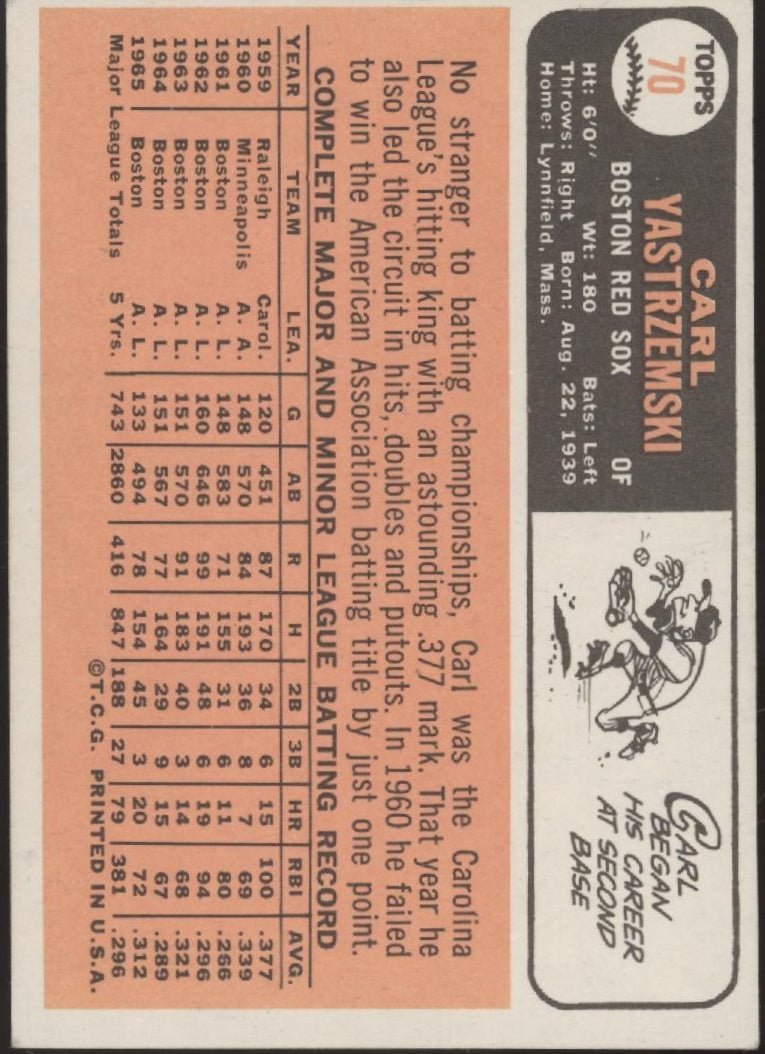 TOPPS
70
CARL
YASTRZEMSKI
BOSTON RED SOX OF
Ht: 6'0" Wt: 180 Bats: Left
Throws: Right Born: Aug. 22, 1939
Home: Lynnfield, Mass.
CARL
BEGAN
HIS CAREER
AT SECOND
BASE
No stranger to batting championships, Carl was the Carolina
League's hitting king with an astounding .377 mark. That year he
also led the circuit in hits, doubles and putouts. In 1960 he failed
to win the American Association batting title by just one point.
COMPLETE MAJOR AND MINOR LEAGUE BATTING RECORD
YEAR TEAM LEA. G AB R H 2B 3B HR RBI AVG.
1959 Raleigh Carol. 120 451 87 170 34 6 15 100 .377
1960 Minneapolis A. A. 148 570 84 193 36 8 7 69 .339
1961 Boston A. L. 148 583 71 155 31 6 11 80 .266
1962 Boston A. L. 160 646 99 191 48 6 19 94 .296
1963 Boston A. L. 151 570 91 183 40 3 14 68 .321
1964 Boston A. L. 151 567 77 164 29 9 15 67 .289
1965 Boston A. L. 133 494 78 154 45 3 20 72 .312
Major League Totals 5 Yrs. 743 2860 416 847 188 27 79 381 .296
©T.C.G. PRINTED IN U.S.A.